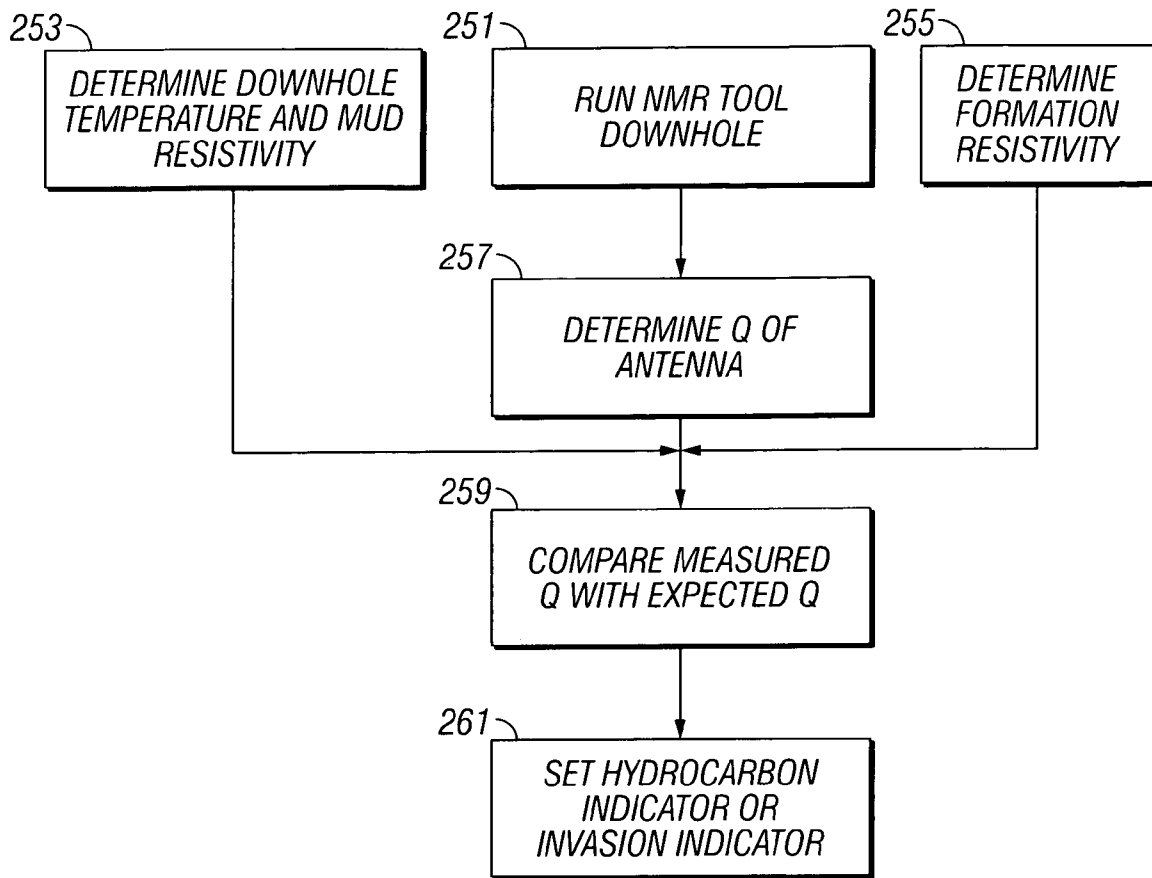 253
DETERMINE DOWNHOLE
TEMPERATURE AND MUD
RESISTIVITY
251
RUN NMR TOOL
DOWNHOLE
255
DETERMINE
FORMATION
RESISTIVITY
257
DETERMINE Q OF
ANTENNA
259
COMPARE MEASURED
Q WITH EXPECTED Q
261
SET HYDROCARBON
INDICATOR OR
INVASION INDICATOR